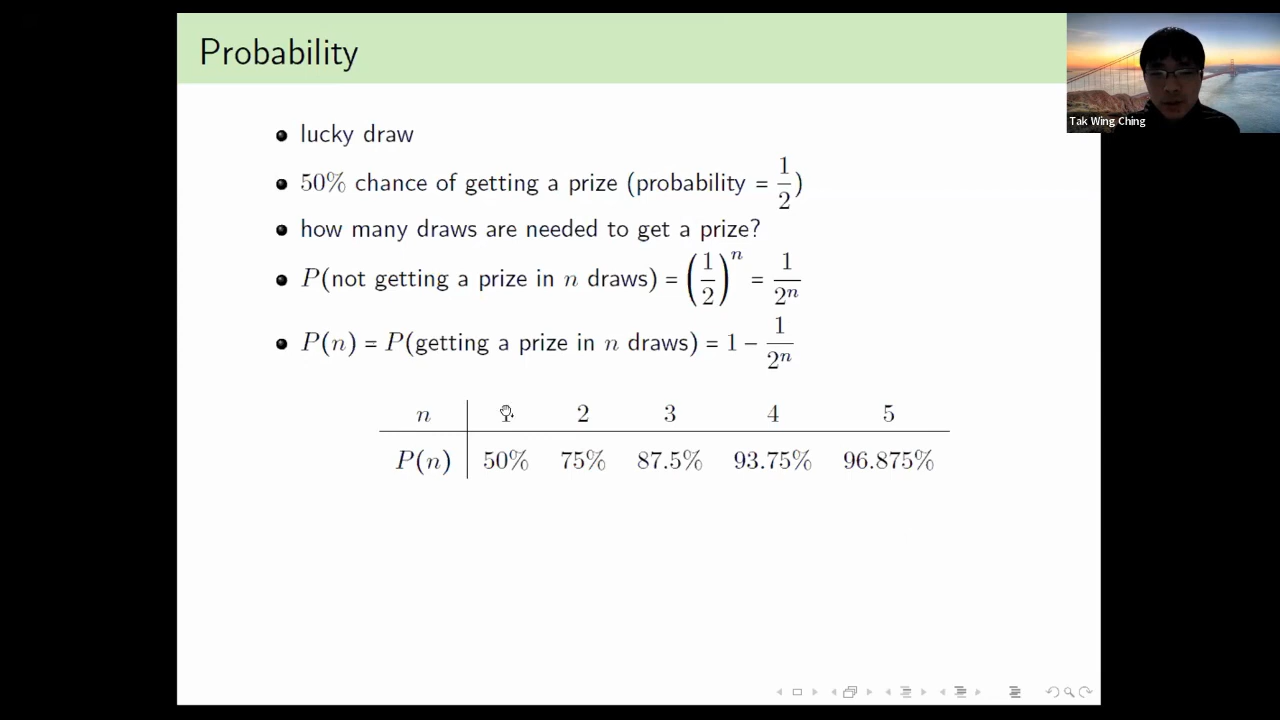 Probability
Tak Wing Ching
• lucky draw
• 50% chance of getting a prize (probability = 1/2)
• how many draws are needed to get a prize?
• P(not getting a prize in n draws) = (1/2)^n = 1/2^n
• P(n) = P(getting a prize in n draws) = 1 − 1/2^n
n 1 2 3 4 5
P(n) 50% 75% 87.5% 93.75% 96.875%